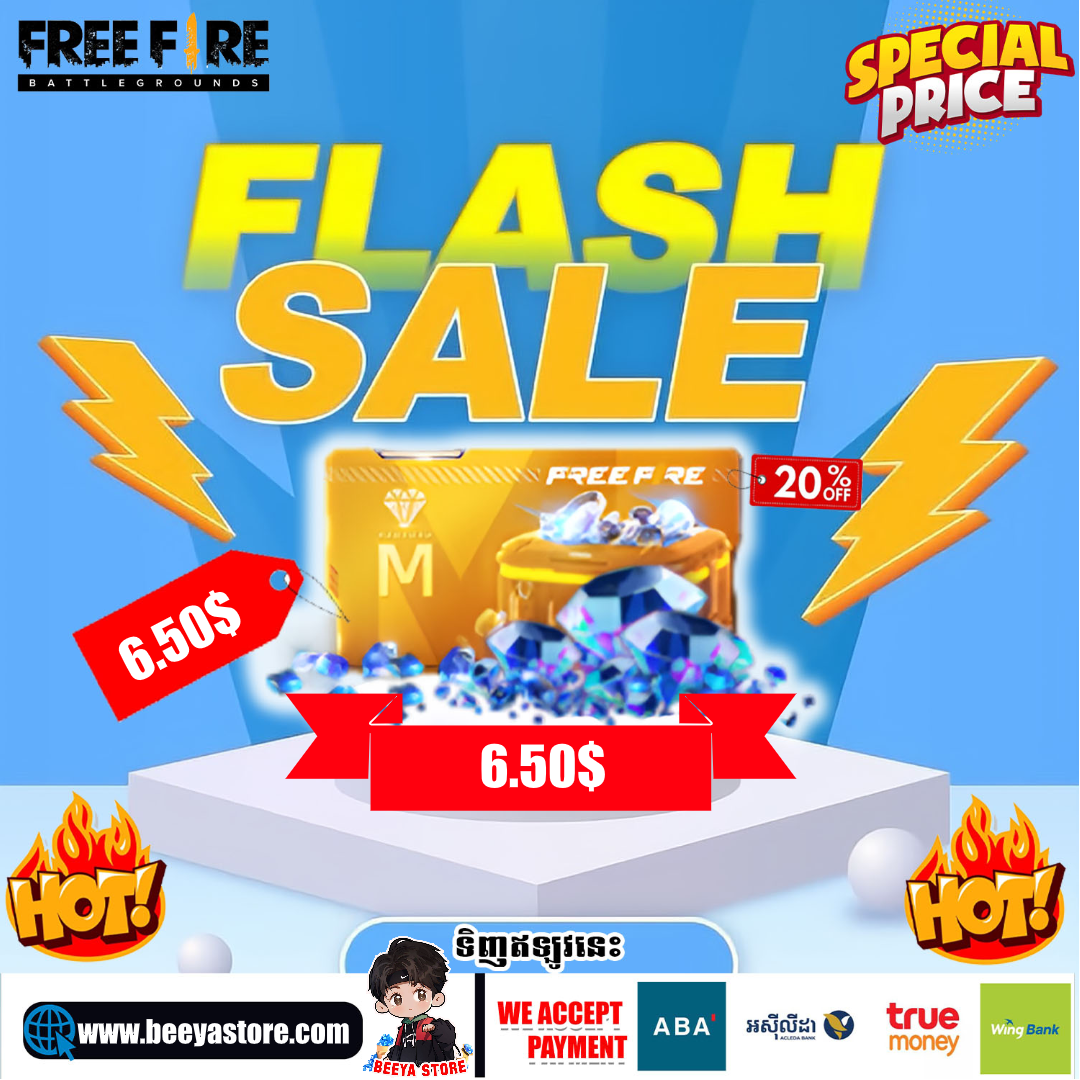 FREE FIRE
BATTLEGROUNDS
SPECIAL
PRICE
FLASH
SALE
FREE FIRE
20% OFF
M
6.50$
6.50$
HOT!
HOT!
ទិញឥឡូវនេះ
www.beeyastore.com
BEEYA STORE
WE ACCEPT
PAYMENT
ABA'
អេស៊ីលីដា
ACLEDA BANK
true
money
Wing Bank